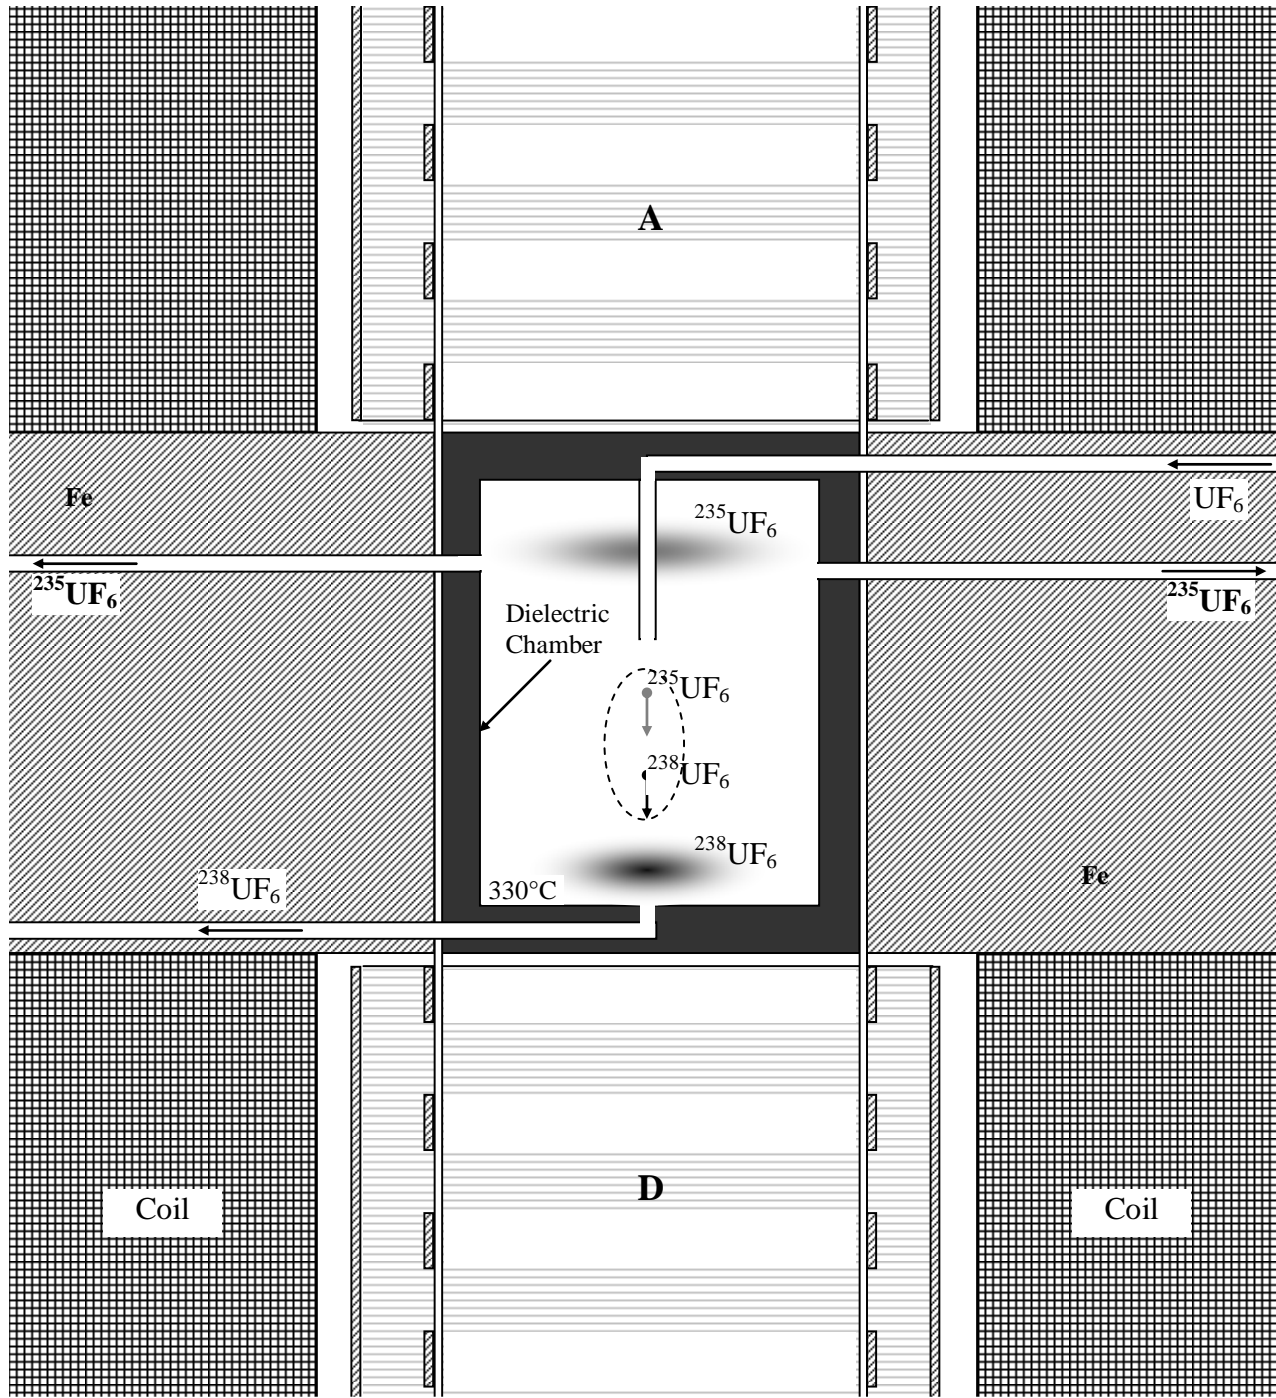 A
Fe
UF₆
²³⁵UF₆
²³⁵UF₆
²³⁵UF₆
Dielectric
Chamber
²³⁵UF₆
²³⁸UF₆
²³⁸UF₆
330°C
²³⁸UF₆
Fe
D
Coil
Coil